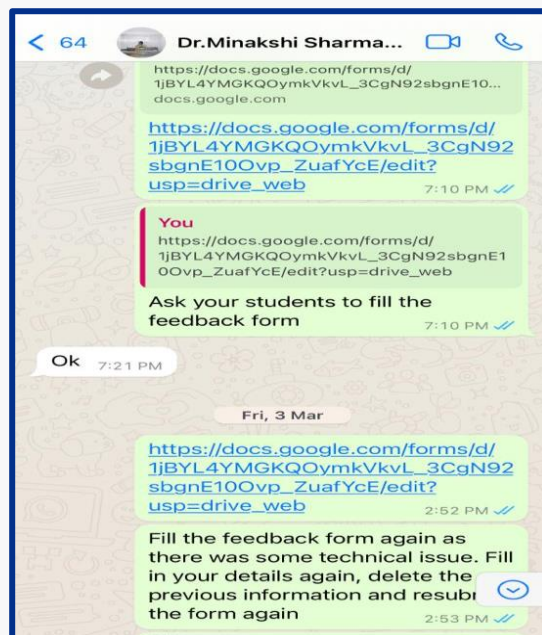 64
Dr.Minakshi Sharma...
https://docs.google.com/forms/d/
1jBYL4YMGKQOymkVkvL_3CgN92sbgnE10...
docs.google.com
https://docs.google.com/forms/d/
1jBYL4YMGKQOymkVkvL_3CgN92
sbgnE10Ovp_ZuafYcE/edit?
usp=drive_web
7:10 PM
You
https://docs.google.com/forms/d/
1jBYL4YMGKQOymkVkvL_3CgN92sbgnE1
0Ovp_ZuafYcE/edit?usp=drive_web
Ask your students to fill the
feedback form
7:10 PM
Ok 7:21 PM
Fri, 3 Mar
https://docs.google.com/forms/d/
1jBYL4YMGKQOymkVkvL_3CgN92
sbgnE10Ovp_ZuafYcE/edit?
usp=drive_web
2:52 PM
Fill the feedback form again as
there was some technical issue. Fill
in your details again, delete the
previous information and
the form again
2:53 PM